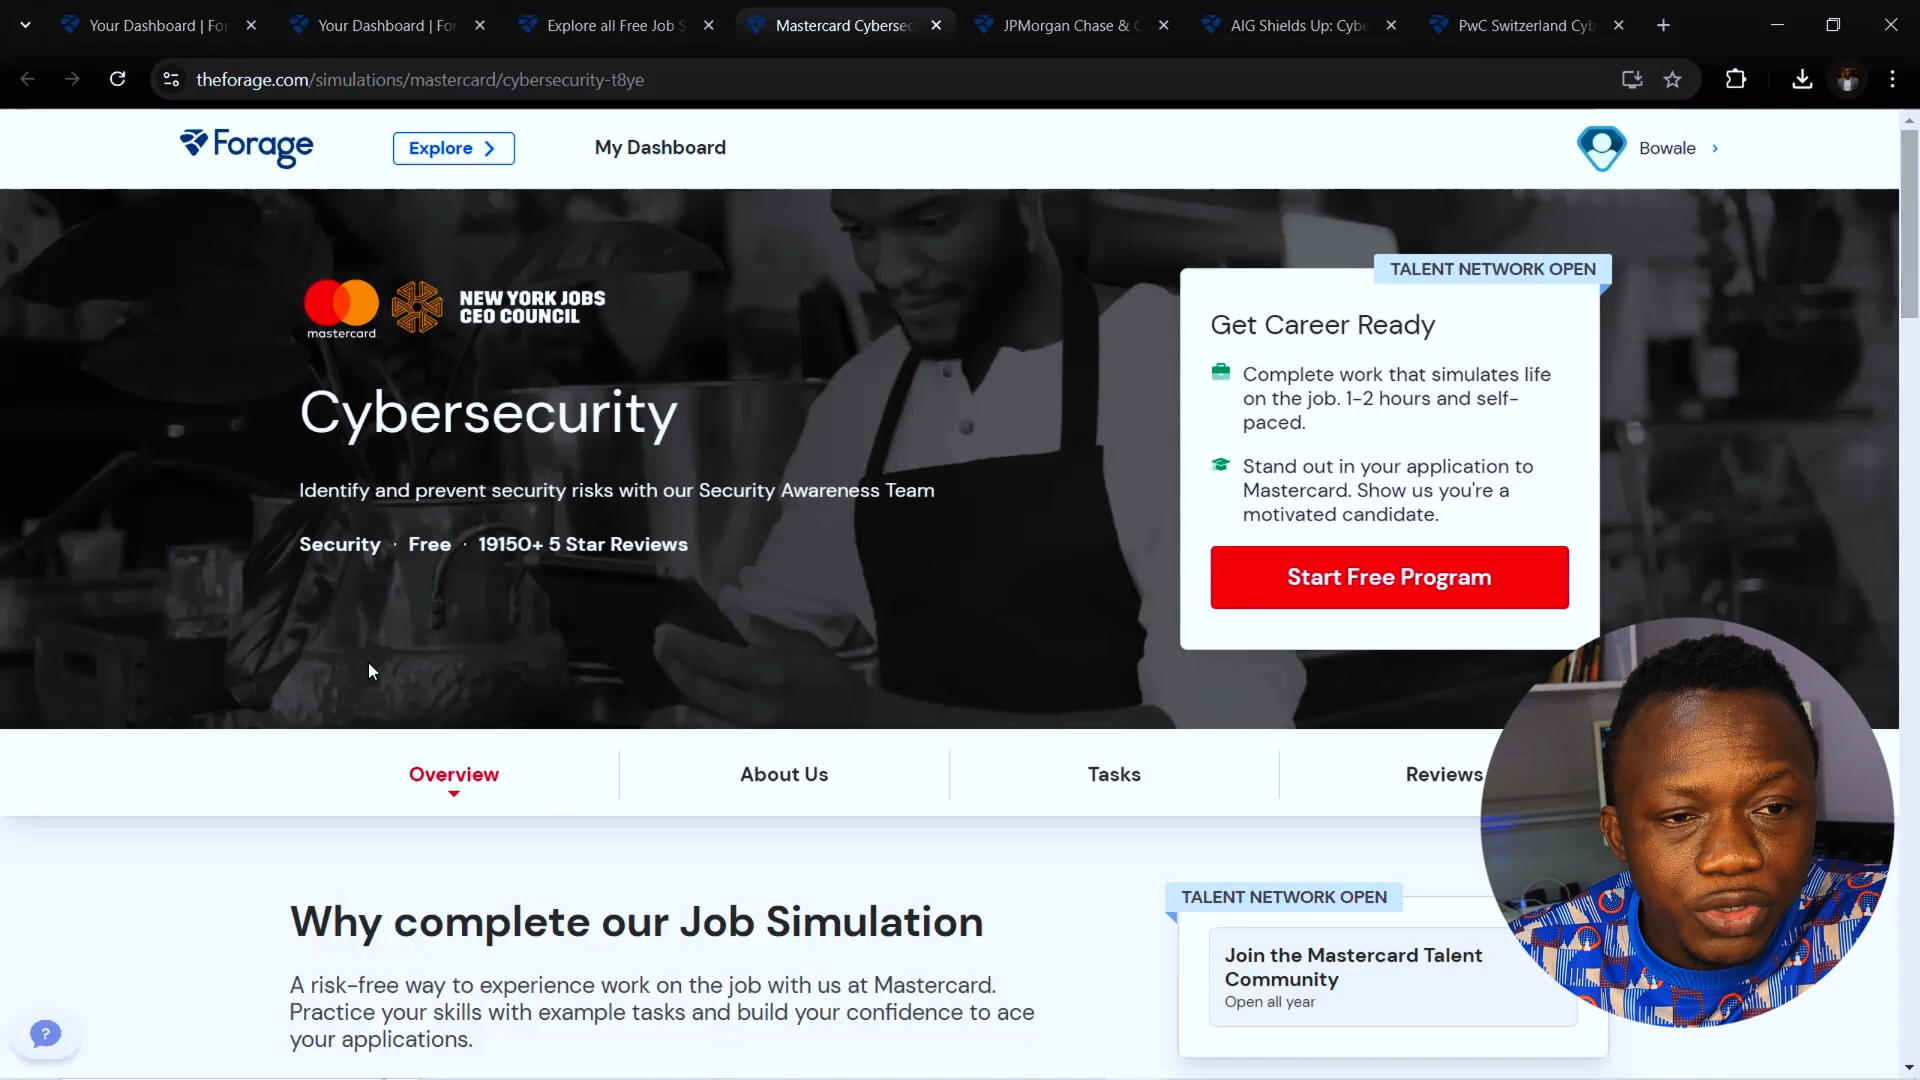 Your Dashboard | For
Your Dashboard | For
Explore all Free Job S
Mastercard Cybersec
JPMorgan Chase & C
AIG Shields Up: Cybe
PwC Switzerland Cyb
theforage.com/simulations/mastercard/cybersecurity-t8ye
Forage
Explore
My Dashboard
Bowale
mastercard.
NEW YORK JOBS
CEO COUNCIL
Cybersecurity
Identify and prevent security risks with our Security Awareness Team
Security · Free · 19150+ 5 Star Reviews
TALENT NETWORK OPEN
Get Career Ready
Complete work that simulates life
on the job. 1-2 hours and self-
paced.
Stand out in your application to
Mastercard. Show us you're a
motivated candidate.
Start Free Program
Overview
About Us
Tasks
Reviews
Why complete our Job Simulation
A risk-free way to experience work on the job with us at Mastercard.
Practice your skills with example tasks and build your confidence to ace
your applications.
TALENT NETWORK OPEN
Join the Mastercard Talent
Community
Open all year
?